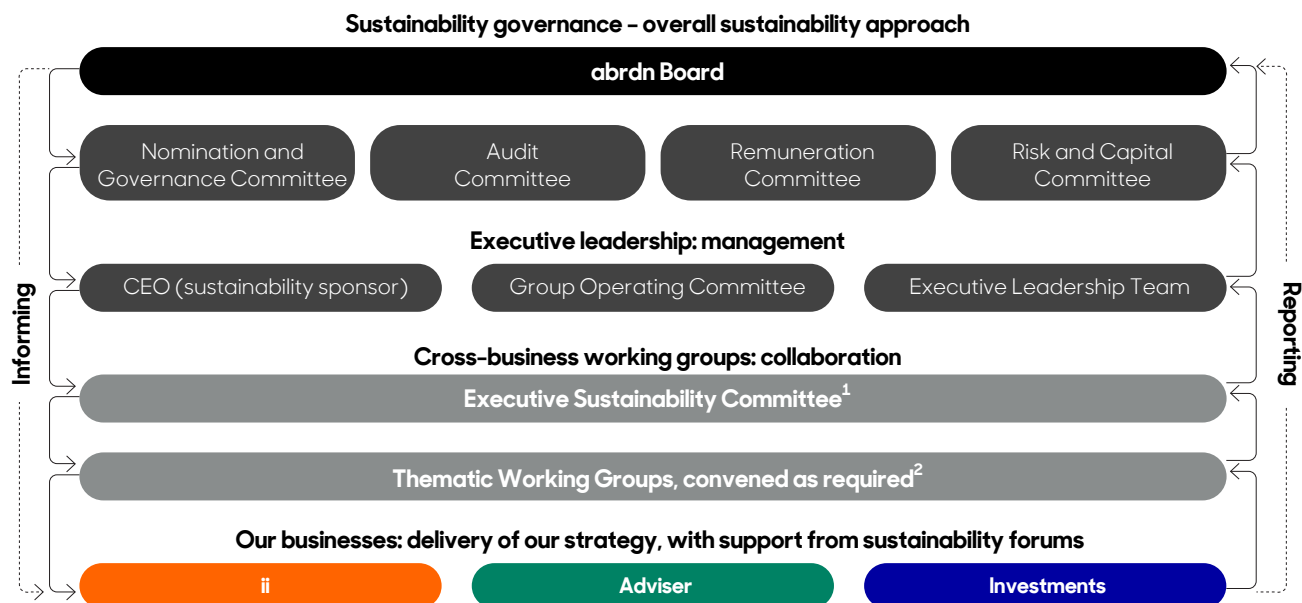 Sustainability governance – overall sustainability approach
abrdn Board
Nomination and
Governance Committee
Audit
Committee
Remuneration
Committee
Risk and Capital
Committee
Executive leadership: management
CEO (sustainability sponsor)
Group Operating Committee
Executive Leadership Team
Informing
Reporting
Cross-business working groups: collaboration
Executive Sustainability Committee¹
Thematic Working Groups, convened as required²
Our businesses: delivery of our strategy, with support from sustainability forums
ii
Adviser
Investments